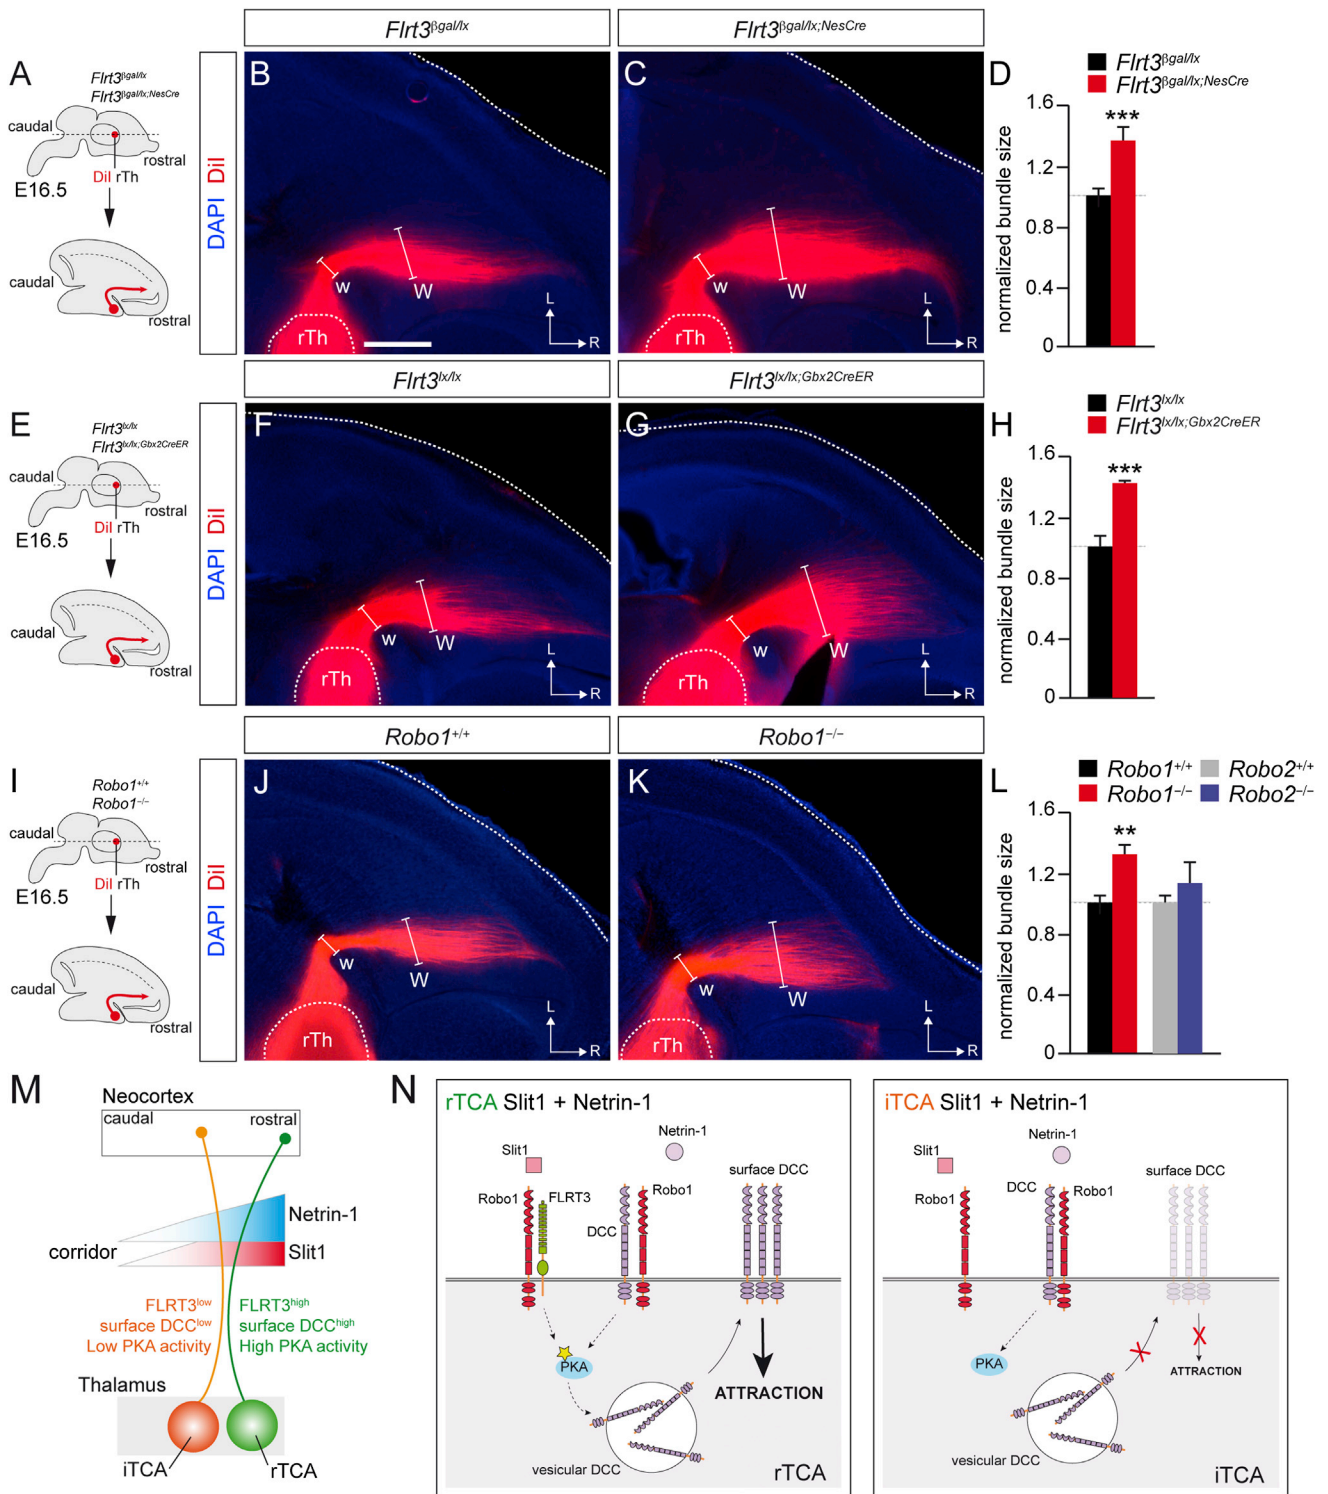 Flrt3βgal/lx
Flrt3βgal/lx;NesCre
A
Flrt3βgal/lx
Flrt3βgal/lx;NesCre
caudal
rostral
DiI rTh
E16.5
caudal
rostral
DAPI DiI
B
w
W
rTh
L
R
C
w
W
rTh
L
R
D
Flrt3βgal/lx
Flrt3βgal/lx;NesCre
normalized bundle size
1.6
1.2
0.8
0.4
0
***
Flrt3lx/lx
Flrt3lx/lx;Gbx2CreER
E
Flrt3lx/lx
Flrt3lx/lx;Gbx2CreER
caudal
rostral
DiI rTh
E16.5
caudal
rostral
DAPI DiI
F
w
W
rTh
L
R
G
w
W
rTh
L
R
H
Flrt3lx/lx
Flrt3lx/lx;Gbx2CreER
normalized bundle size
1.6
1.2
0.8
0.4
0
***
Robo1+/+
Robo1−/−
I
Robo1+/+
Robo1−/−
caudal
rostral
DiI rTh
E16.5
caudal
rostral
DAPI DiI
J
w
W
rTh
L
R
K
w
W
rTh
L
R
L
Robo1+/+ Robo2+/+
Robo1−/− Robo2−/−
normalized bundle size
1.6
1.2
0.8
0.4
0
**
M
Neocortex
caudal rostral
Netrin-1
corridor Slit1
FLRT3low FLRT3high
surface DCClow surface DCChigh
Low PKA activity High PKA activity
Thalamus
iTCA rTCA
N
rTCA Slit1 + Netrin-1
Netrin-1
Slit1
surface DCC
Robo1 FLRT3 Robo1
DCC
PKA
ATTRACTION
vesicular DCC
rTCA
iTCA Slit1 + Netrin-1
Netrin-1
Slit1
surface DCC
Robo1 DCC Robo1
PKA
ATTRACTION
vesicular DCC
iTCA